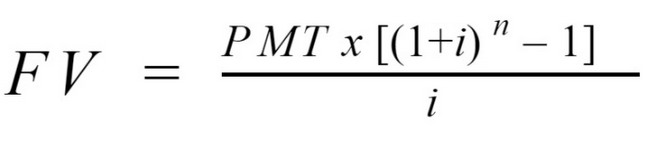 FV = PMT x [(1+i)^n – 1]
i